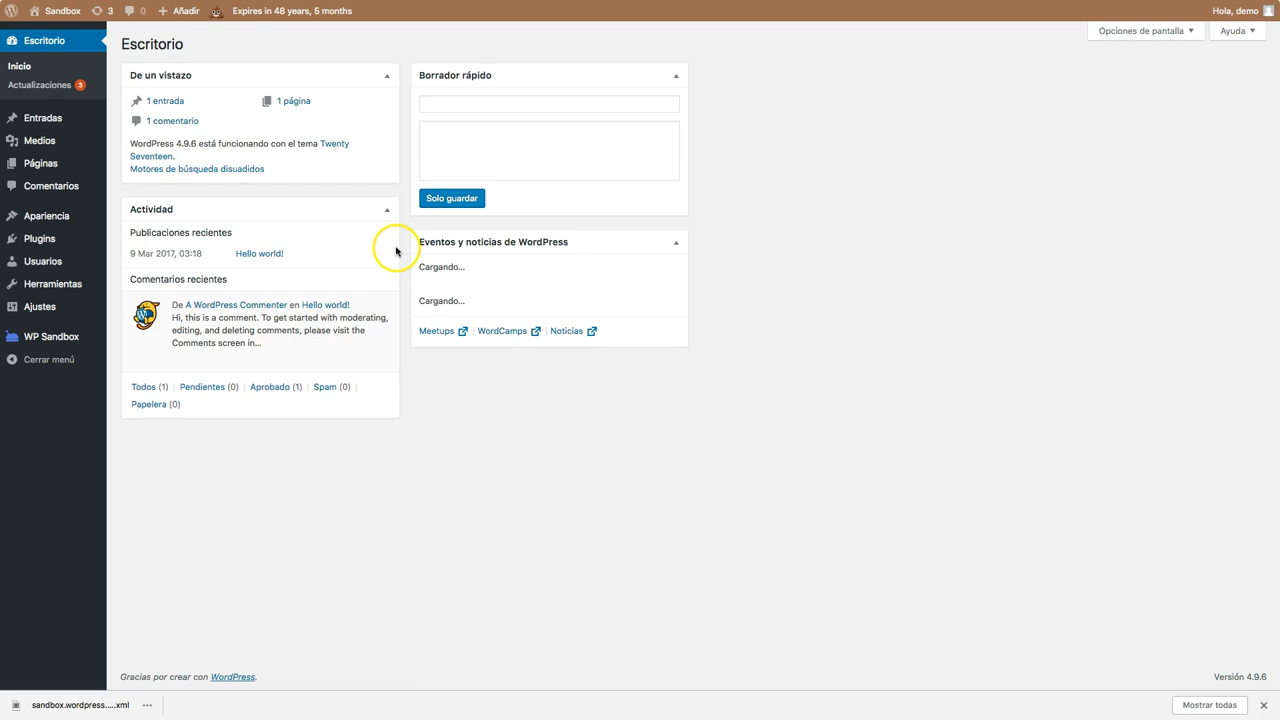 Sandbox 3 0 Añadir Expires in 48 years, 5 months Hola, demo
Escritorio
Inicio
Actualizaciones 3
Entradas
Medios
Páginas
Comentarios
Apariencia
Plugins
Usuarios
Herramientas
Ajustes
WP Sandbox
Cerrar menú
Opciones de pantalla ▼ Ayuda ▼
Escritorio
De un vistazo
1 entrada 1 página
1 comentario
WordPress 4.9.6 está funcionando con el tema Twenty
Seventeen.
Motores de búsqueda disuadidos
Actividad
Publicaciones recientes
9 Mar 2017, 03:18 Hello world!
Comentarios recientes
De A WordPress Commenter en Hello world!
Hi, this is a comment. To get started with moderating,
editing, and deleting comments, please visit the
Comments screen in...
Todos (1) | Pendientes (0) | Aprobado (1) | Spam (0) |
Papelera (0)
Borrador rápido
Solo guardar
Eventos y noticias de WordPress
Cargando...
Cargando...
Meetups | WordCamps | Noticias
Gracias por crear con WordPress.
Versión 4.9.6
sandbox.wordpress.....xml ... Mostrar todas